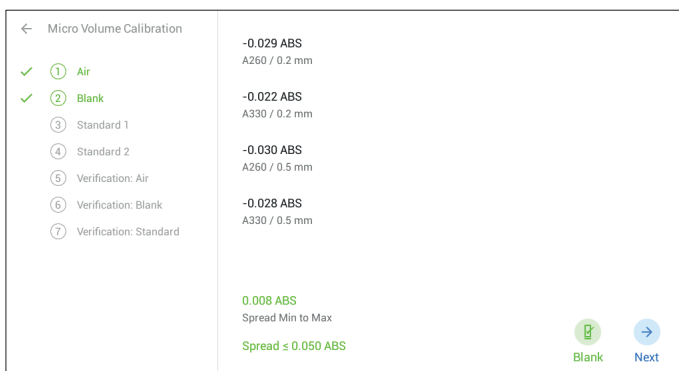 Micro Volume Calibration
1 Air
2 Blank
3 Standard 1
4 Standard 2
5 Verification: Air
6 Verification: Blank
7 Verification: Standard
-0.029 ABS
A260 / 0.2 mm
-0.022 ABS
A330 / 0.2 mm
-0.030 ABS
A260 / 0.5 mm
-0.028 ABS
A330 / 0.5 mm
0.008 ABS
Spread Min to Max
Spread ≤ 0.050 ABS
Blank
Next